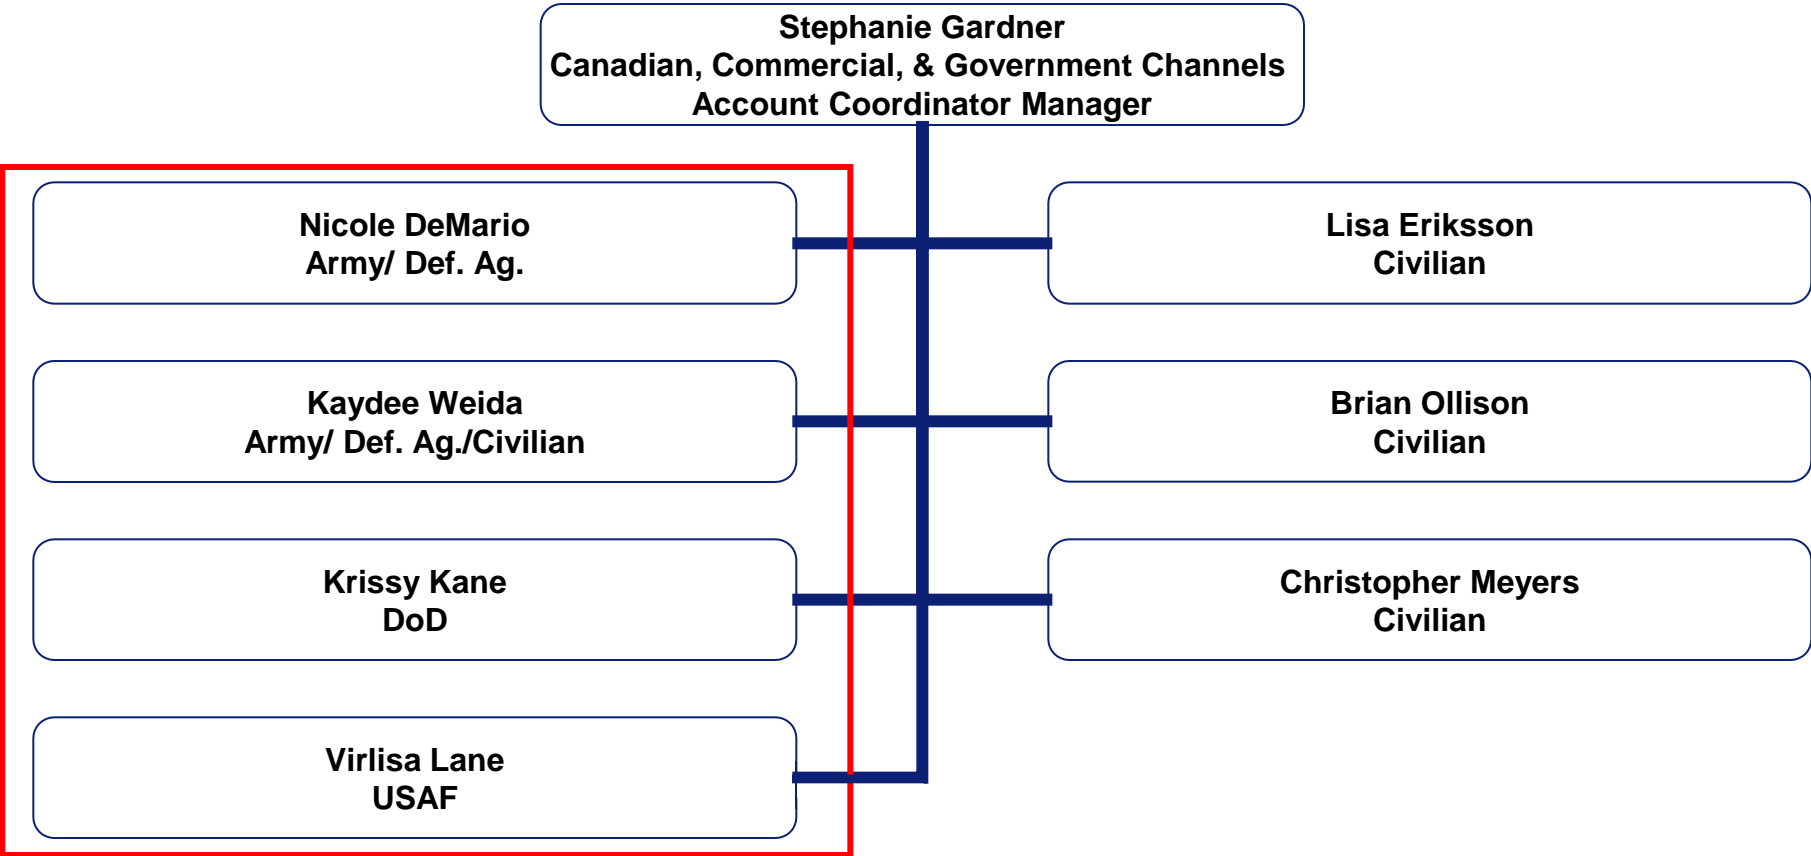 Stephanie Gardner
Canadian, Commercial, & Government Channels
Account Coordinator Manager
Nicole DeMario
Army/ Def. Ag.
Lisa Eriksson
Civilian
Kaydee Weida
Army/ Def. Ag./Civilian
Brian Ollison
Civilian
Krissy Kane
DoD
Christopher Meyers
Civilian
Virlisa Lane
USAF